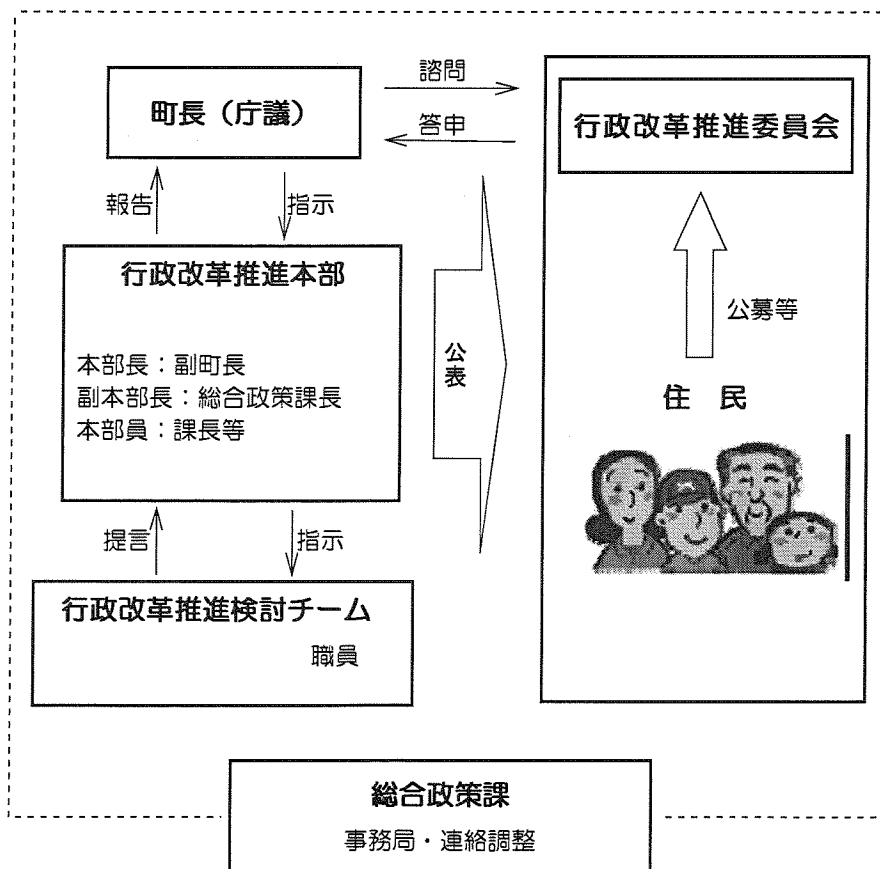 町長（庁議）
諮問
答申
行政改革推進委員会
報告
指示
行政改革推進本部
本部長：副町長
副本部長：総合政策課長
本部員：課長等
公表
公募等
住　民
提言
指示
行政改革推進検討チーム
職員
総合政策課
事務局・連絡調整